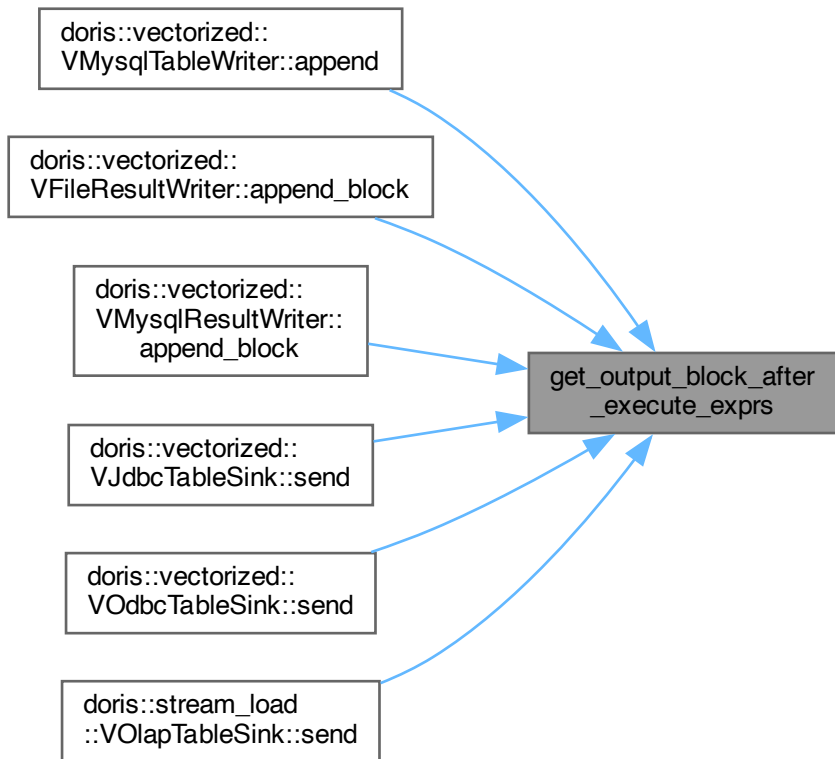 doris::vectorized::
VMysqlTableWriter::append
doris::vectorized::
VFileResultWriter::append_block
doris::vectorized::
VMysqlResultWriter::
append_block
get_output_block_after
_execute_exprs
doris::vectorized::
VJdbcTableSink::send
doris::vectorized::
VOdbcTableSink::send
doris::stream_load
::VOlapTableSink::send